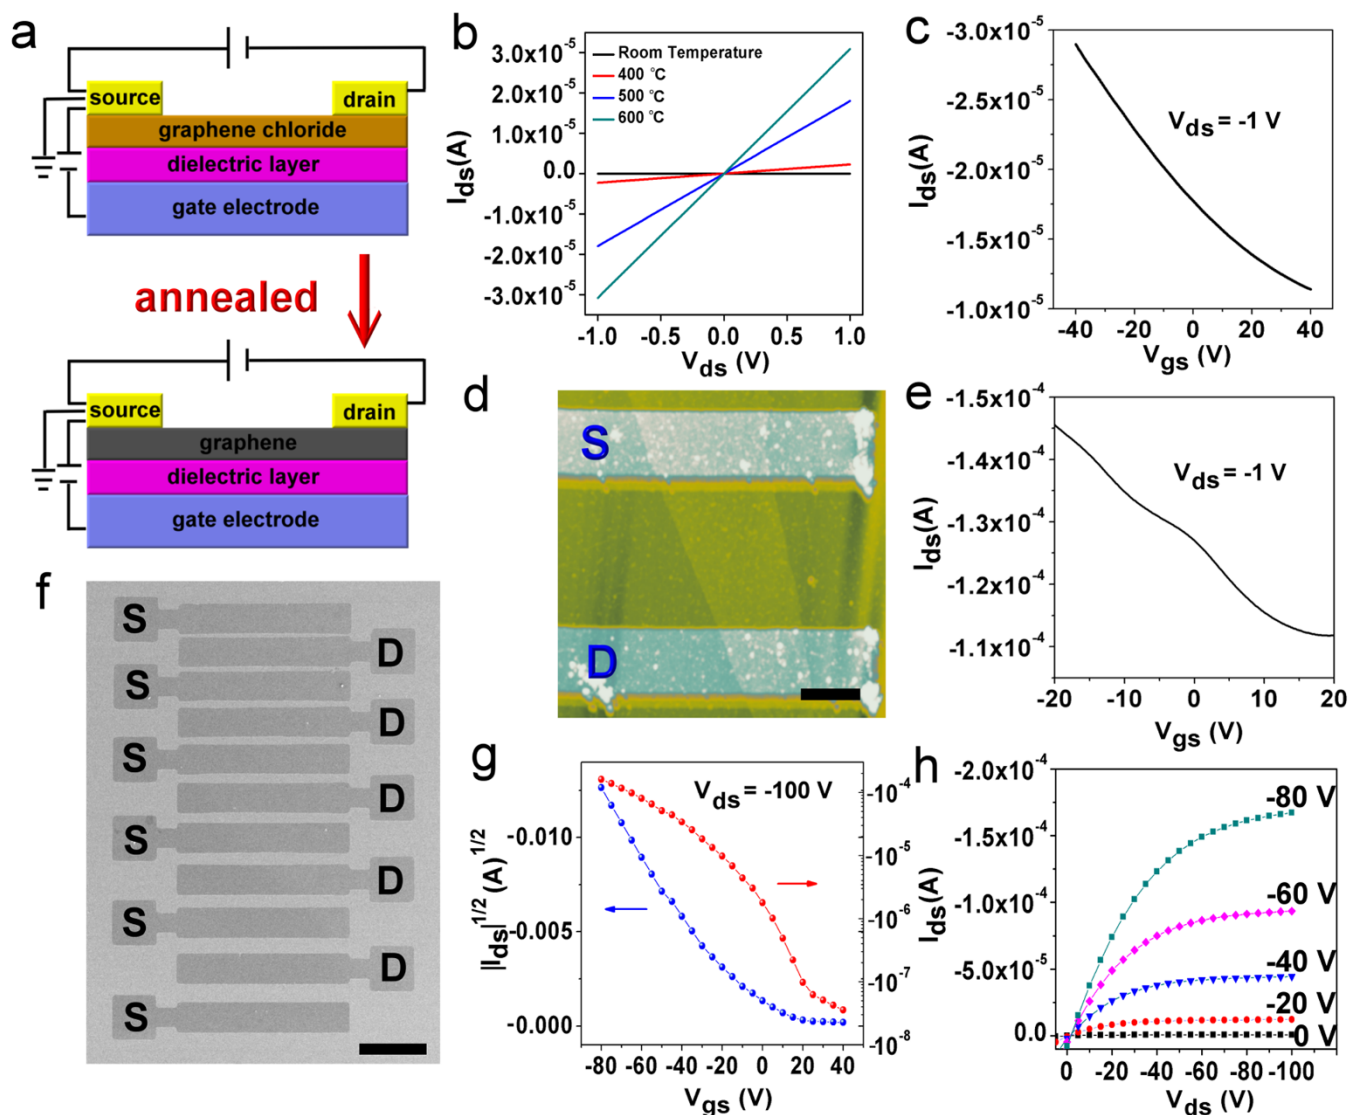 a
source
drain
graphene chloride
dielectric layer
gate electrode
annealed
source
drain
graphene
dielectric layer
gate electrode
b
Room Temperature
400 °C
500 °C
600 °C
3.0x10⁻⁵
2.0x10⁻⁵
1.0x10⁻⁵
0.0
-1.0x10⁻⁵
-2.0x10⁻⁵
-3.0x10⁻⁵
Ids(A)
-1.0 -0.5 0.0 0.5 1.0
Vds (V)
c
Vds = -1 V
-3.0x10⁻⁵
-2.5x10⁻⁵
-2.0x10⁻⁵
-1.5x10⁻⁵
-1.0x10⁻⁵
Ids(A)
-40 -20 0 20 40
Vgs (V)
d
S
D
e
Vds = -1 V
-1.5x10⁻⁴
-1.4x10⁻⁴
-1.3x10⁻⁴
-1.2x10⁻⁴
-1.1x10⁻⁴
Ids(A)
-20 -10 0 10 20
Vgs (V)
f
S
D
S
D
S
D
S
D
S
D
S
g
Vds = -100 V
-0.010
-0.005
-0.000
|Ids|¹/² (A)¹/²
-10⁻⁴
-10⁻⁵
-10⁻⁶
-10⁻⁷
-10⁻⁸
-80 -60 -40 -20 0 20 40
Vgs (V)
h
-2.0x10⁻⁴
-1.5x10⁻⁴
-1.0x10⁻⁴
-5.0x10⁻⁵
0.0
Ids(A)
-80 V
-60 V
-40 V
-20 V
0 V
0 -20 -40 -60 -80 -100
Vds (V)